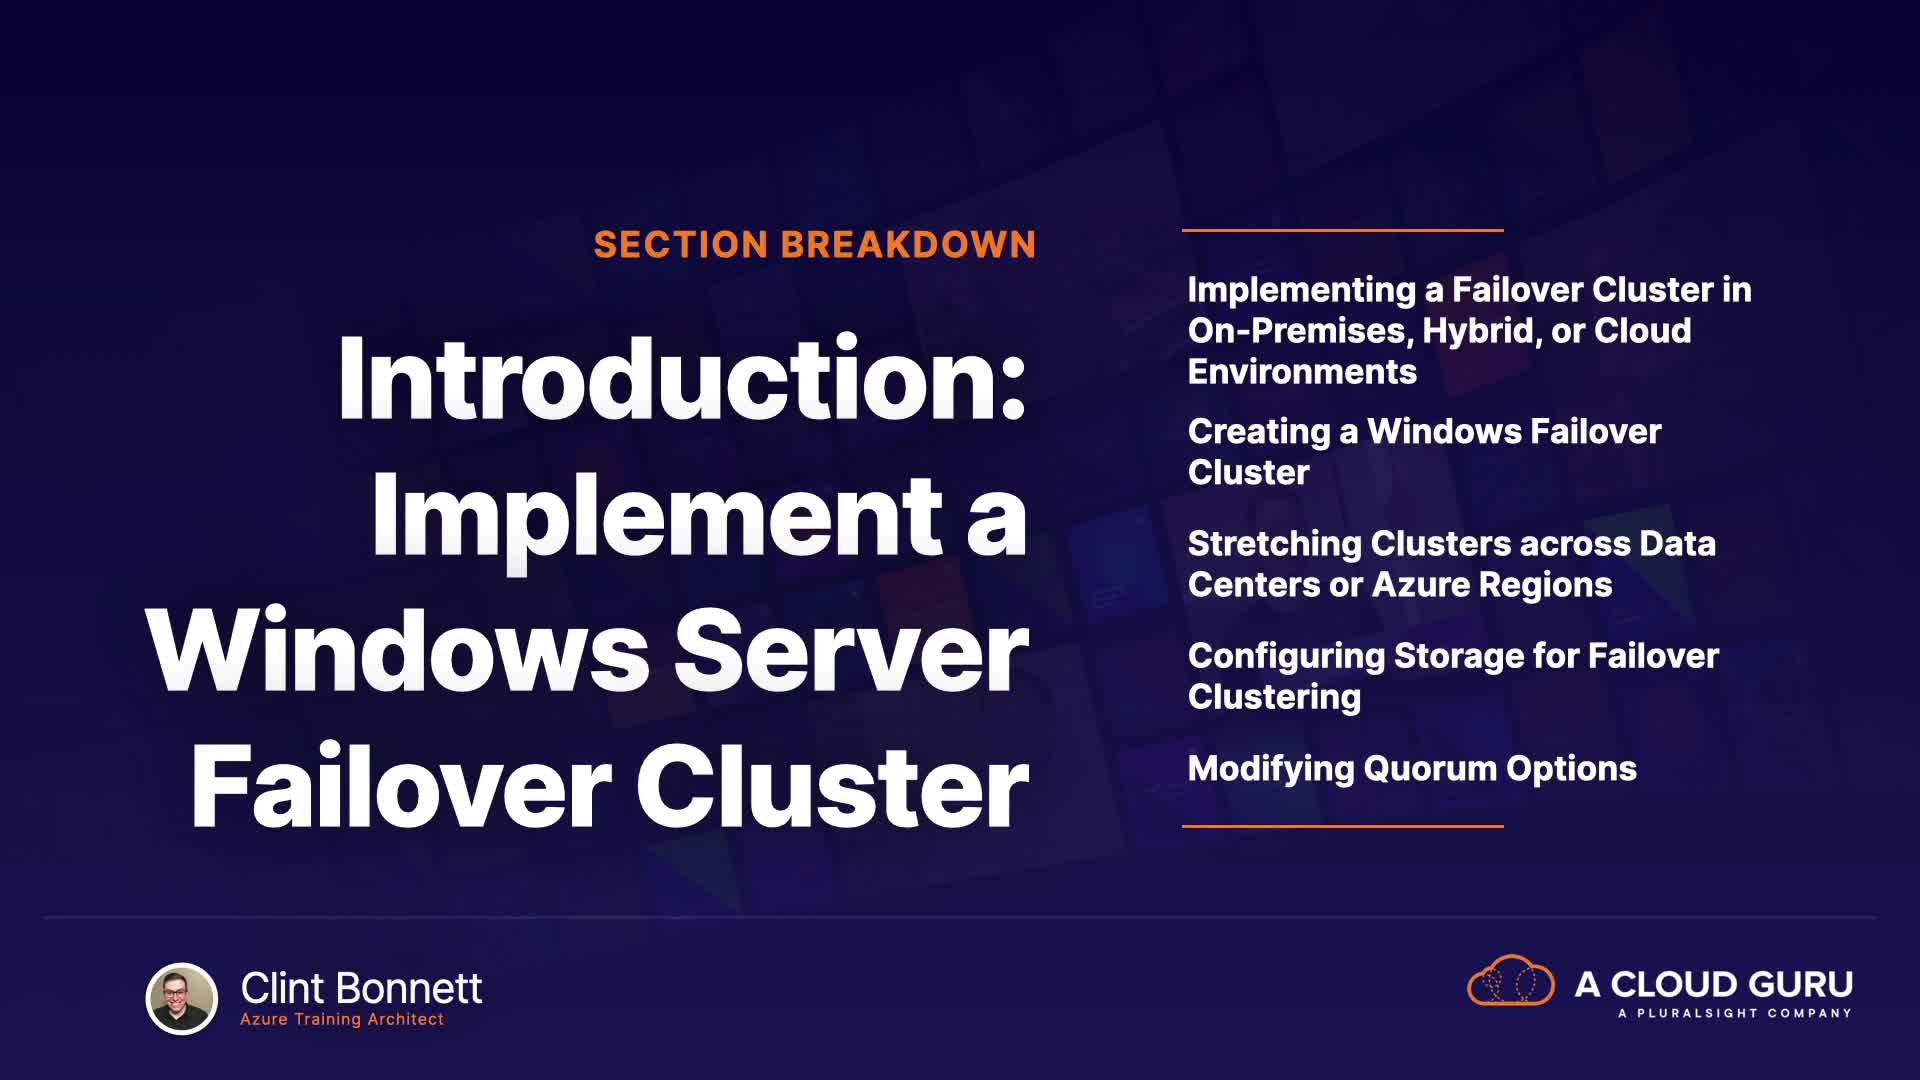 SECTION BREAKDOWN
Introduction:
Implement a
Windows Server
Failover Cluster
Implementing a Failover Cluster in
On-Premises, Hybrid, or Cloud
Environments
Creating a Windows Failover
Cluster
Stretching Clusters across Data
Centers or Azure Regions
Configuring Storage for Failover
Clustering
Modifying Quorum Options
Clint Bonnett
Azure Training Architect
A CLOUD GURU
A PLURALSIGHT COMPANY